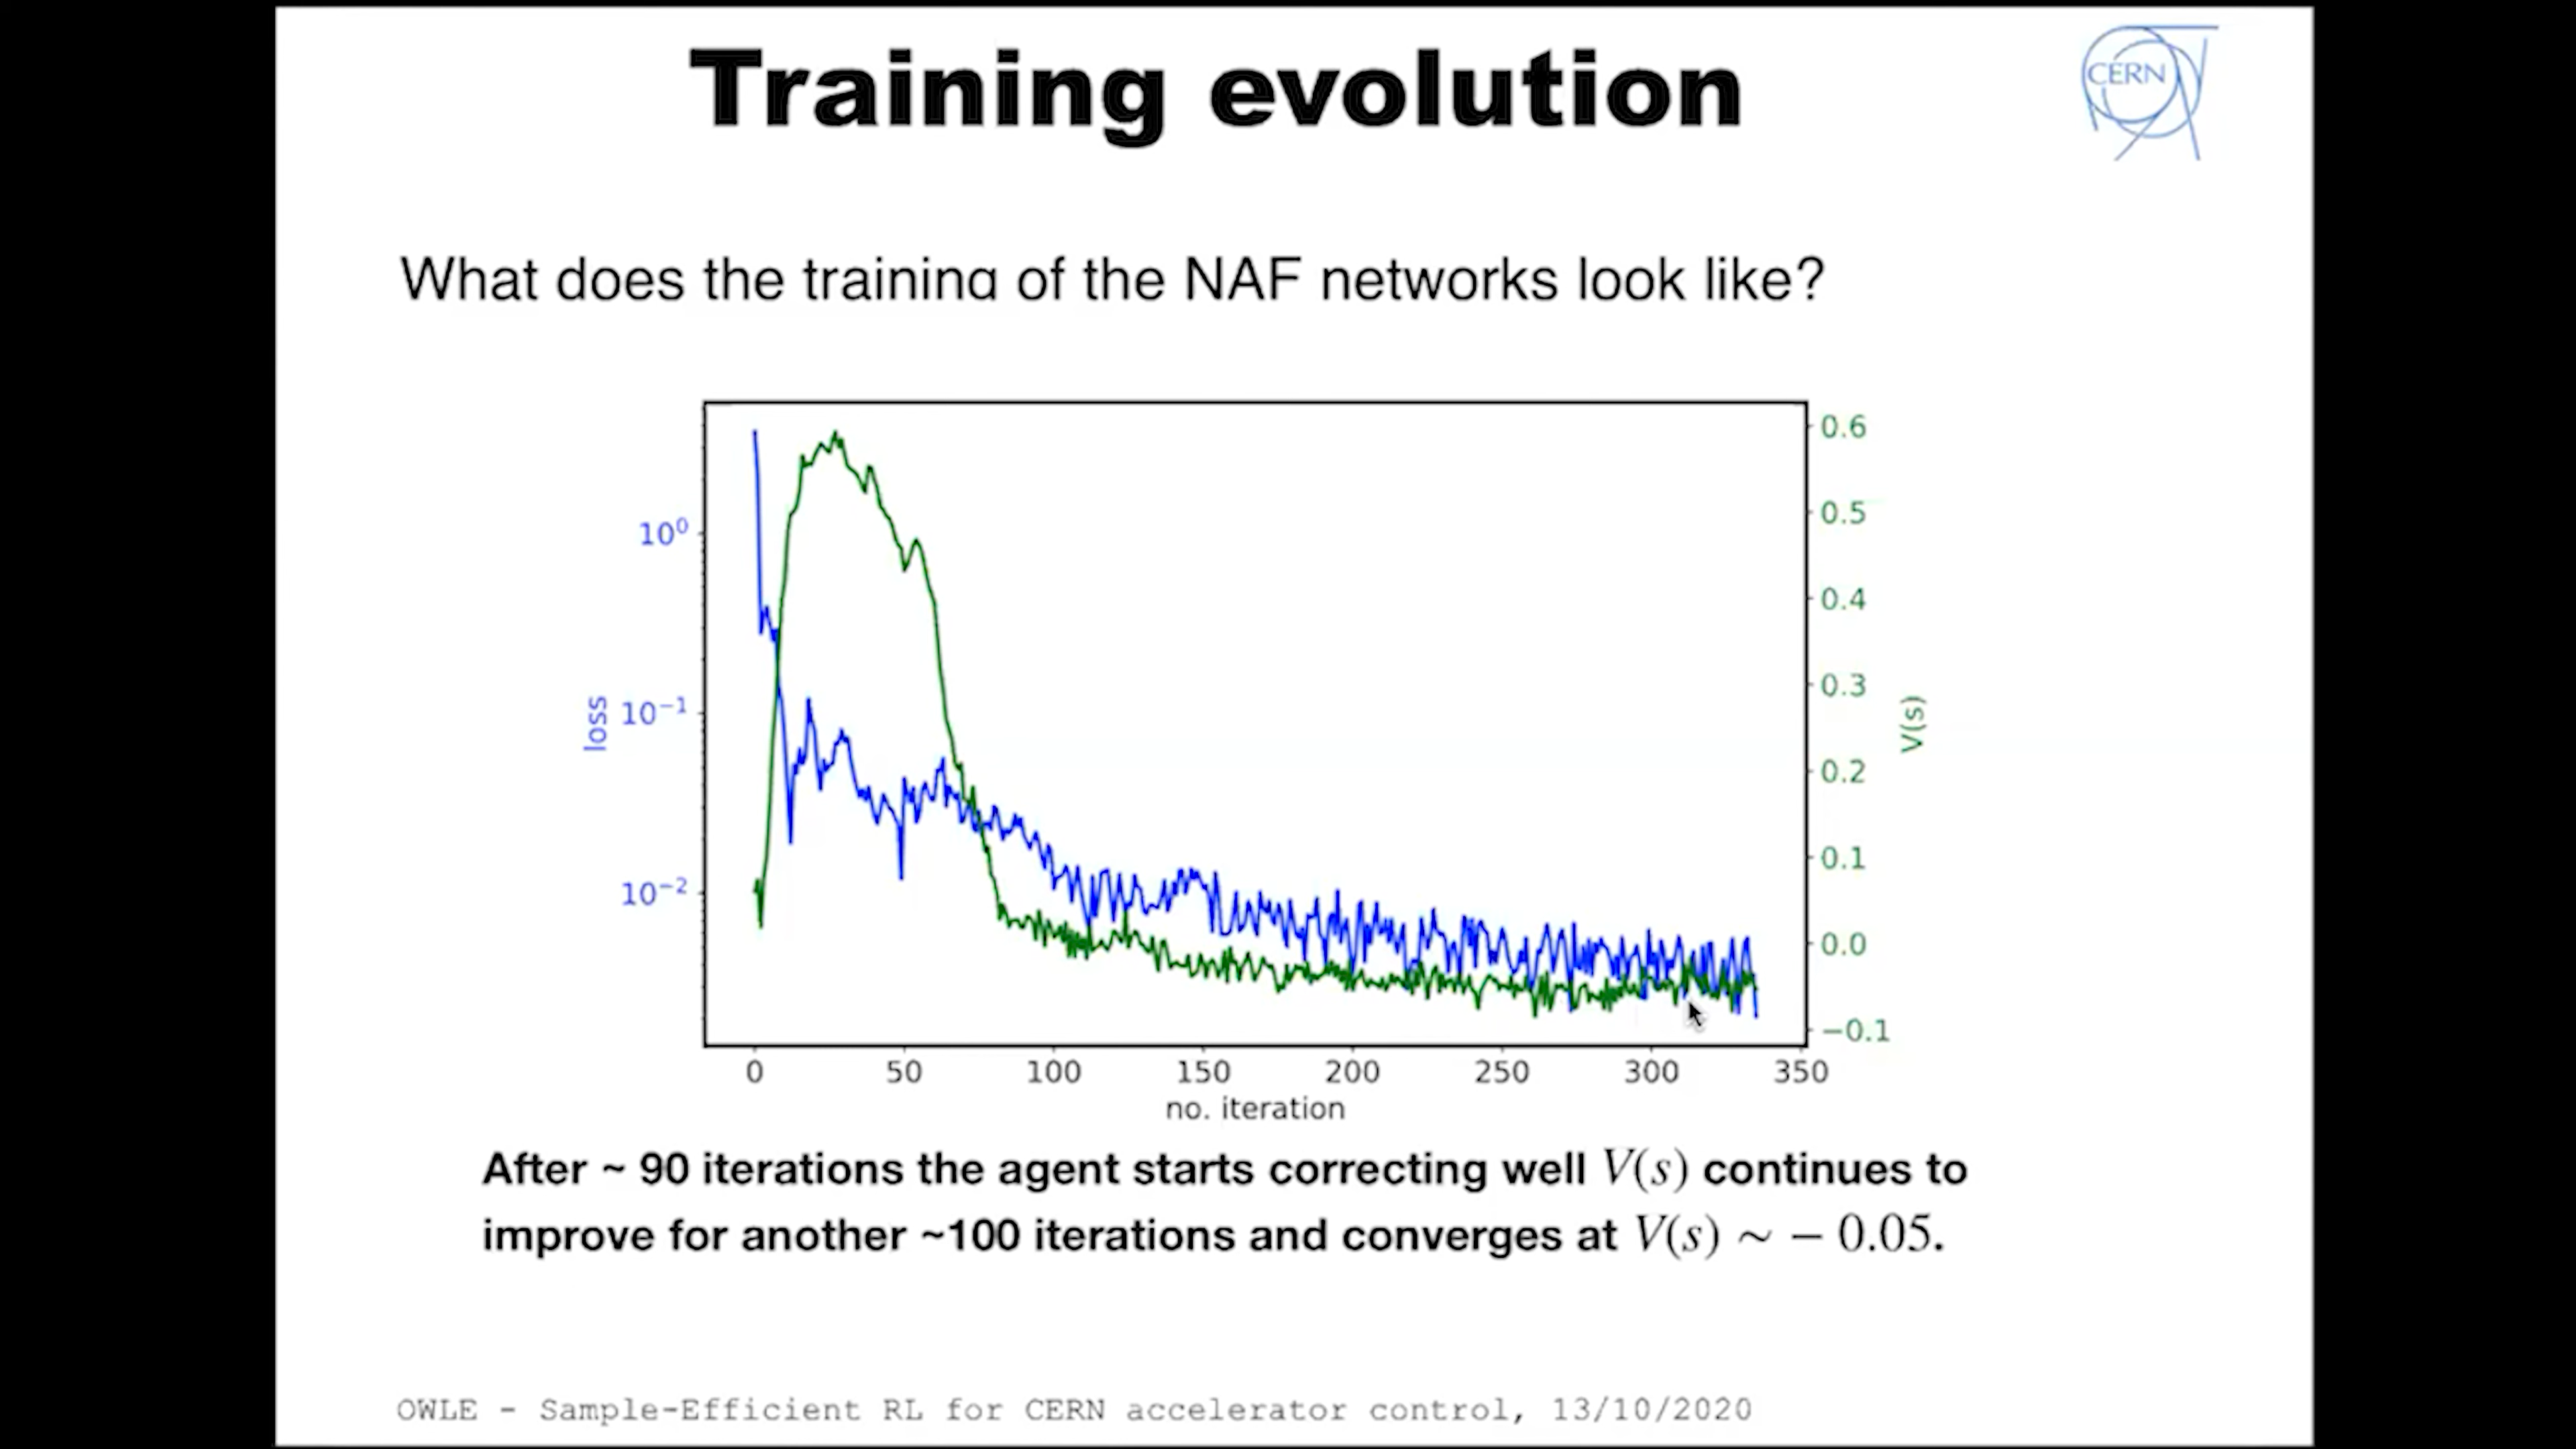 Training evolution
CERN
What does the training of the NAF networks look like?
0.6
0.5
0.4
0.3
0.2
0.1
0.0
−0.1
V(s)
10⁰
10⁻¹
10⁻²
loss
0 50 100 150 200 250 300 350
no. iteration
After ~ 90 iterations the agent starts correcting well V(s) continues to
improve for another ~100 iterations and converges at V(s) ∼ − 0.05.
OWLE - Sample-Efficient RL for CERN accelerator control, 13/10/2020